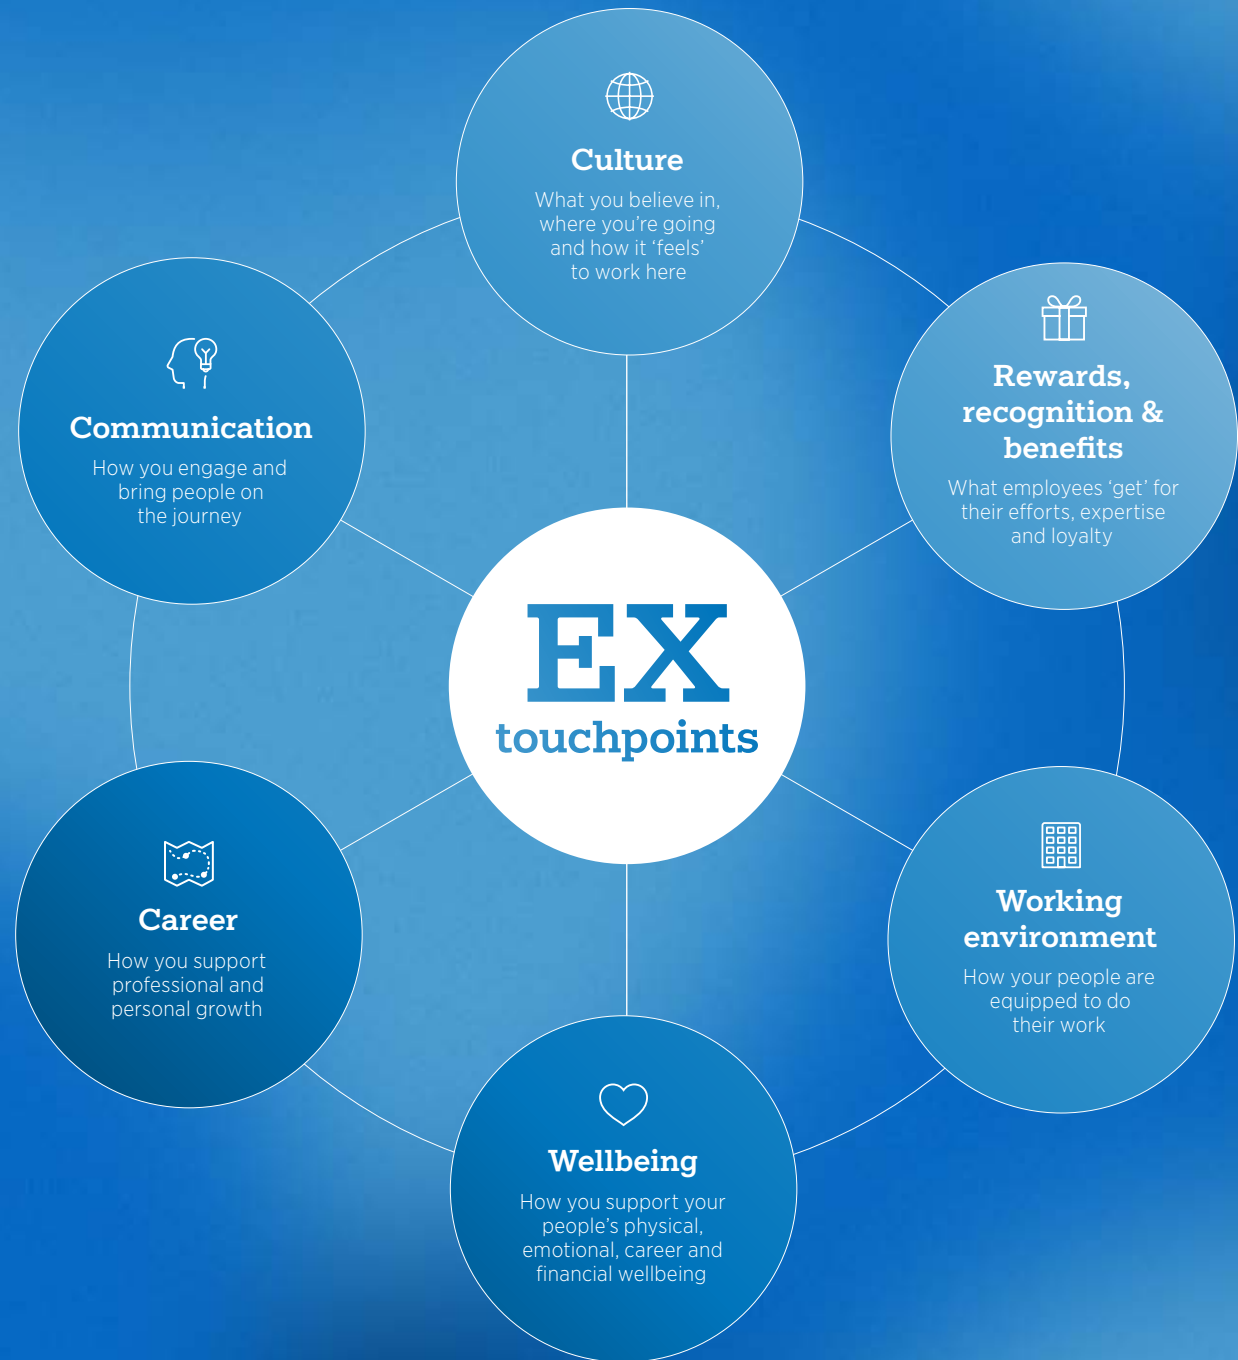 Culture
What you believe in,
where you’re going
and how it ‘feels’
to work here
Rewards,
recognition &
benefits
What employees ‘get’ for
their efforts, expertise
and loyalty
Working
environment
How your people are
equipped to do
their work
Wellbeing
How you support your
people’s physical,
emotional, career and
financial wellbeing
Career
How you support
professional and
personal growth
Communication
How you engage and
bring people on
the journey
EX
touchpoints